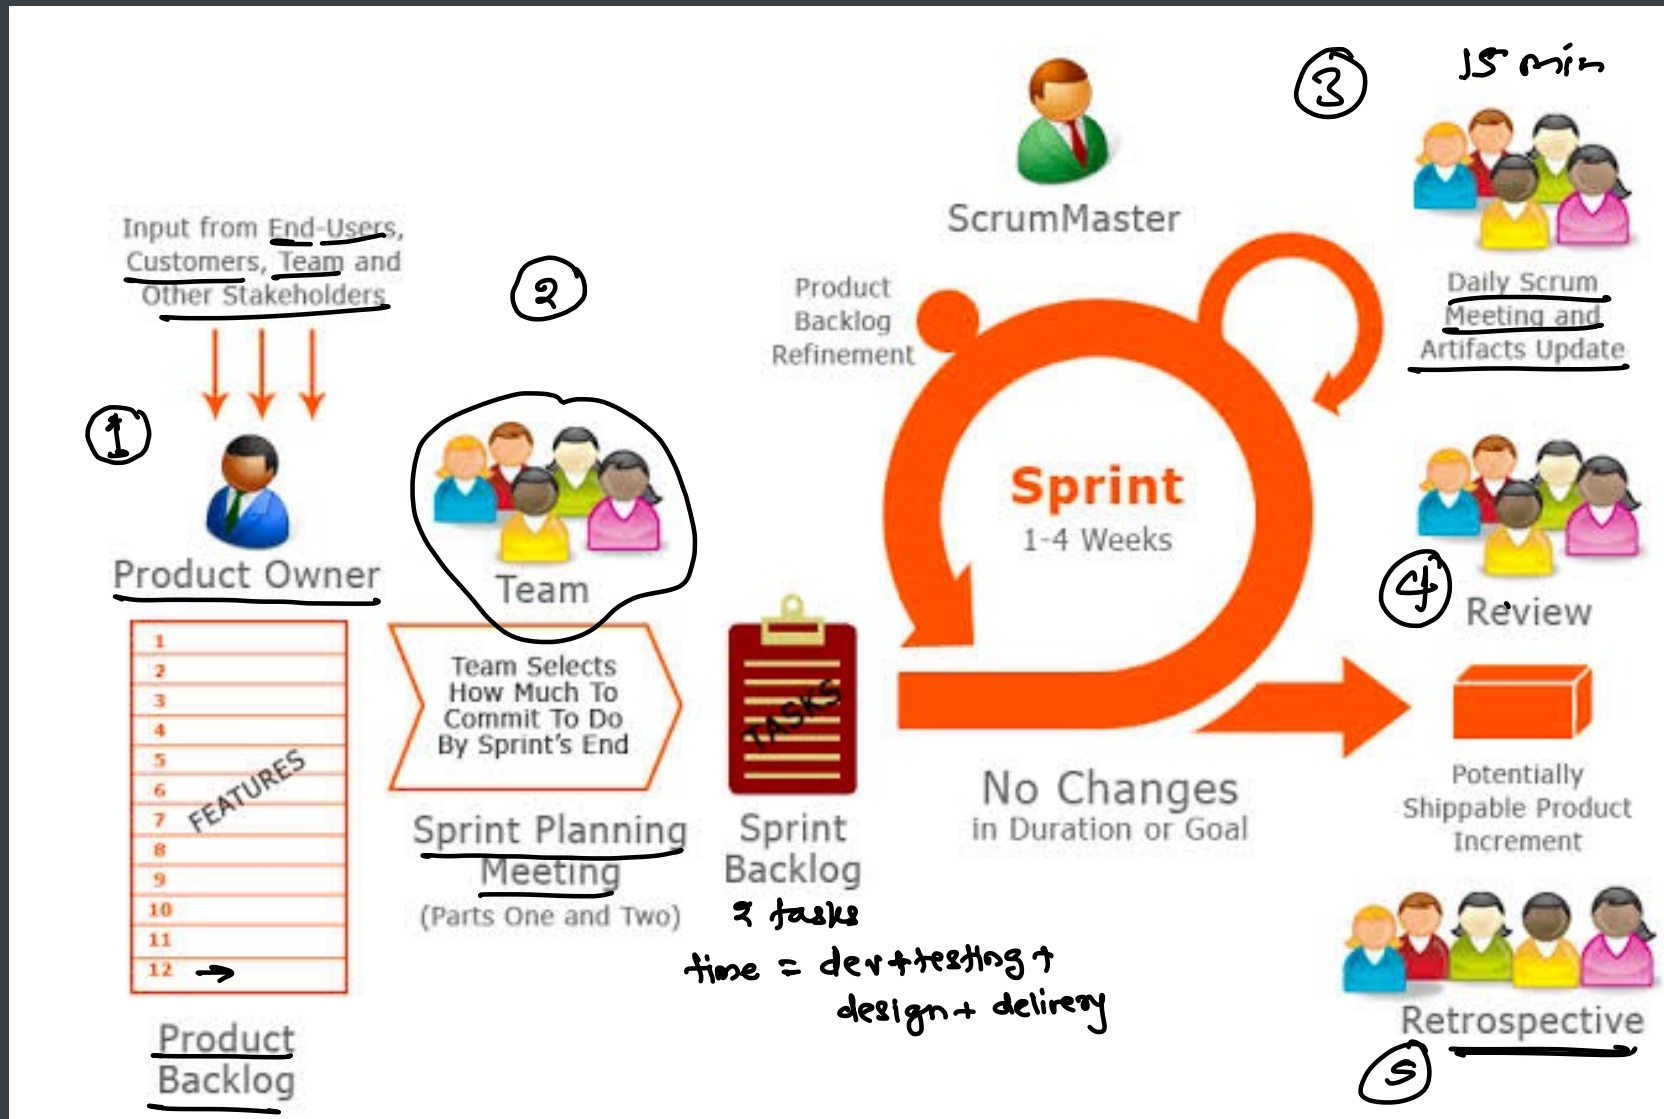 Input from End-Users,
Customers, Team and
Other Stakeholders
1
Product Owner
1
2
3
4
5
6
7
8
9
10
11
12 →
FEATURES
Product
Backlog
2
Team
Team Selects
How Much To
Commit To Do
By Sprint's End
Sprint Planning
Meeting
(Parts One and Two)
TASKS
Sprint
Backlog
2 tasks
time = dev+testing+
design+ delivery
ScrumMaster
Product
Backlog
Refinement
Sprint
1-4 Weeks
No Changes
in Duration or Goal
3
15 min
Daily Scrum
Meeting and
Artifacts Update
4
Review
Potentially
Shippable Product
Increment
Retrospective
5